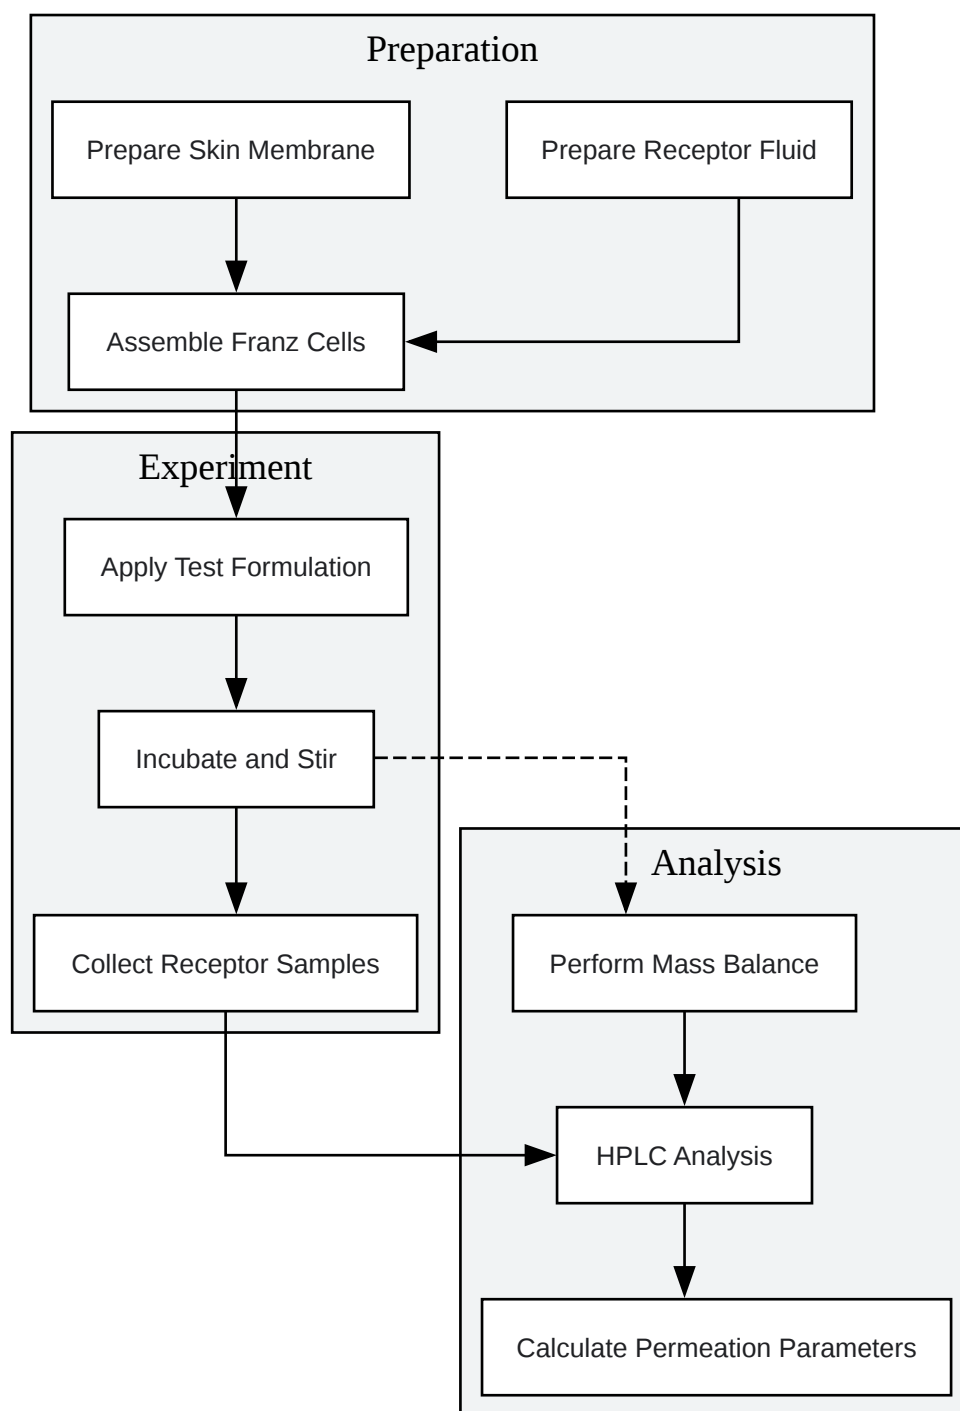 Preparation
Prepare Skin Membrane
Prepare Receptor Fluid
Assemble Franz Cells
Experiment
Apply Test Formulation
Incubate and Stir
Collect Receptor Samples
Analysis
Perform Mass Balance
HPLC Analysis
Calculate Permeation Parameters